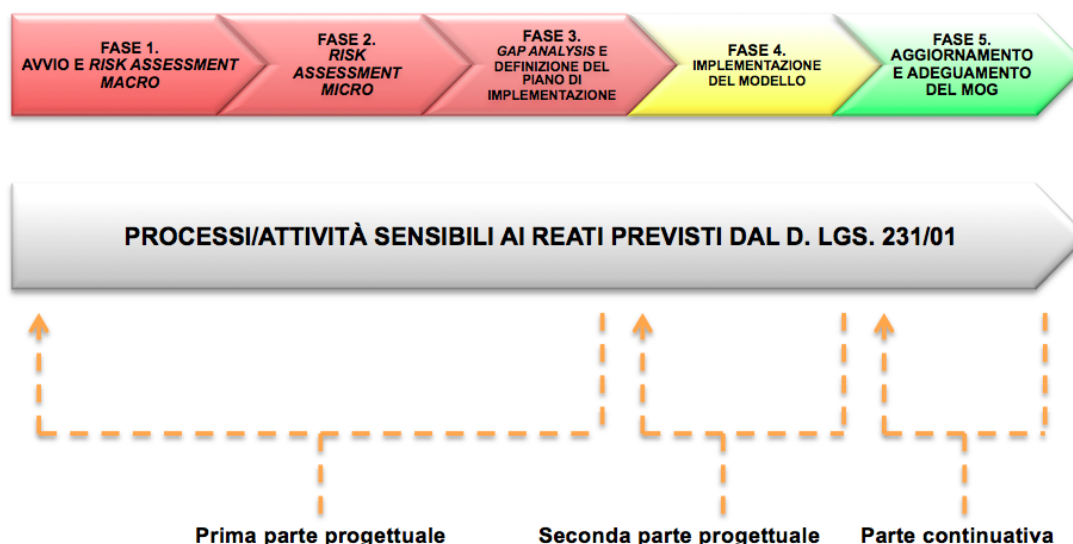 FASE 1.
AVVIO E RISK ASSESSMENT
MACRO
FASE 2.
RISK
ASSESSMENT
MICRO
FASE 3.
GAP ANALYSIS E
DEFINIZIONE DEL
PIANO DI
IMPLEMENTAZIONE
FASE 4.
IMPLEMENTAZIONE
DEL MODELLO
FASE 5.
AGGIORNAMENTO
E ADEGUAMENTO
DEL MOG
PROCESSI/ATTIVITÀ SENSIBILI AI REATI PREVISTI DAL D. LGS. 231/01
Prima parte progettuale
Seconda parte progettuale
Parte continuativa